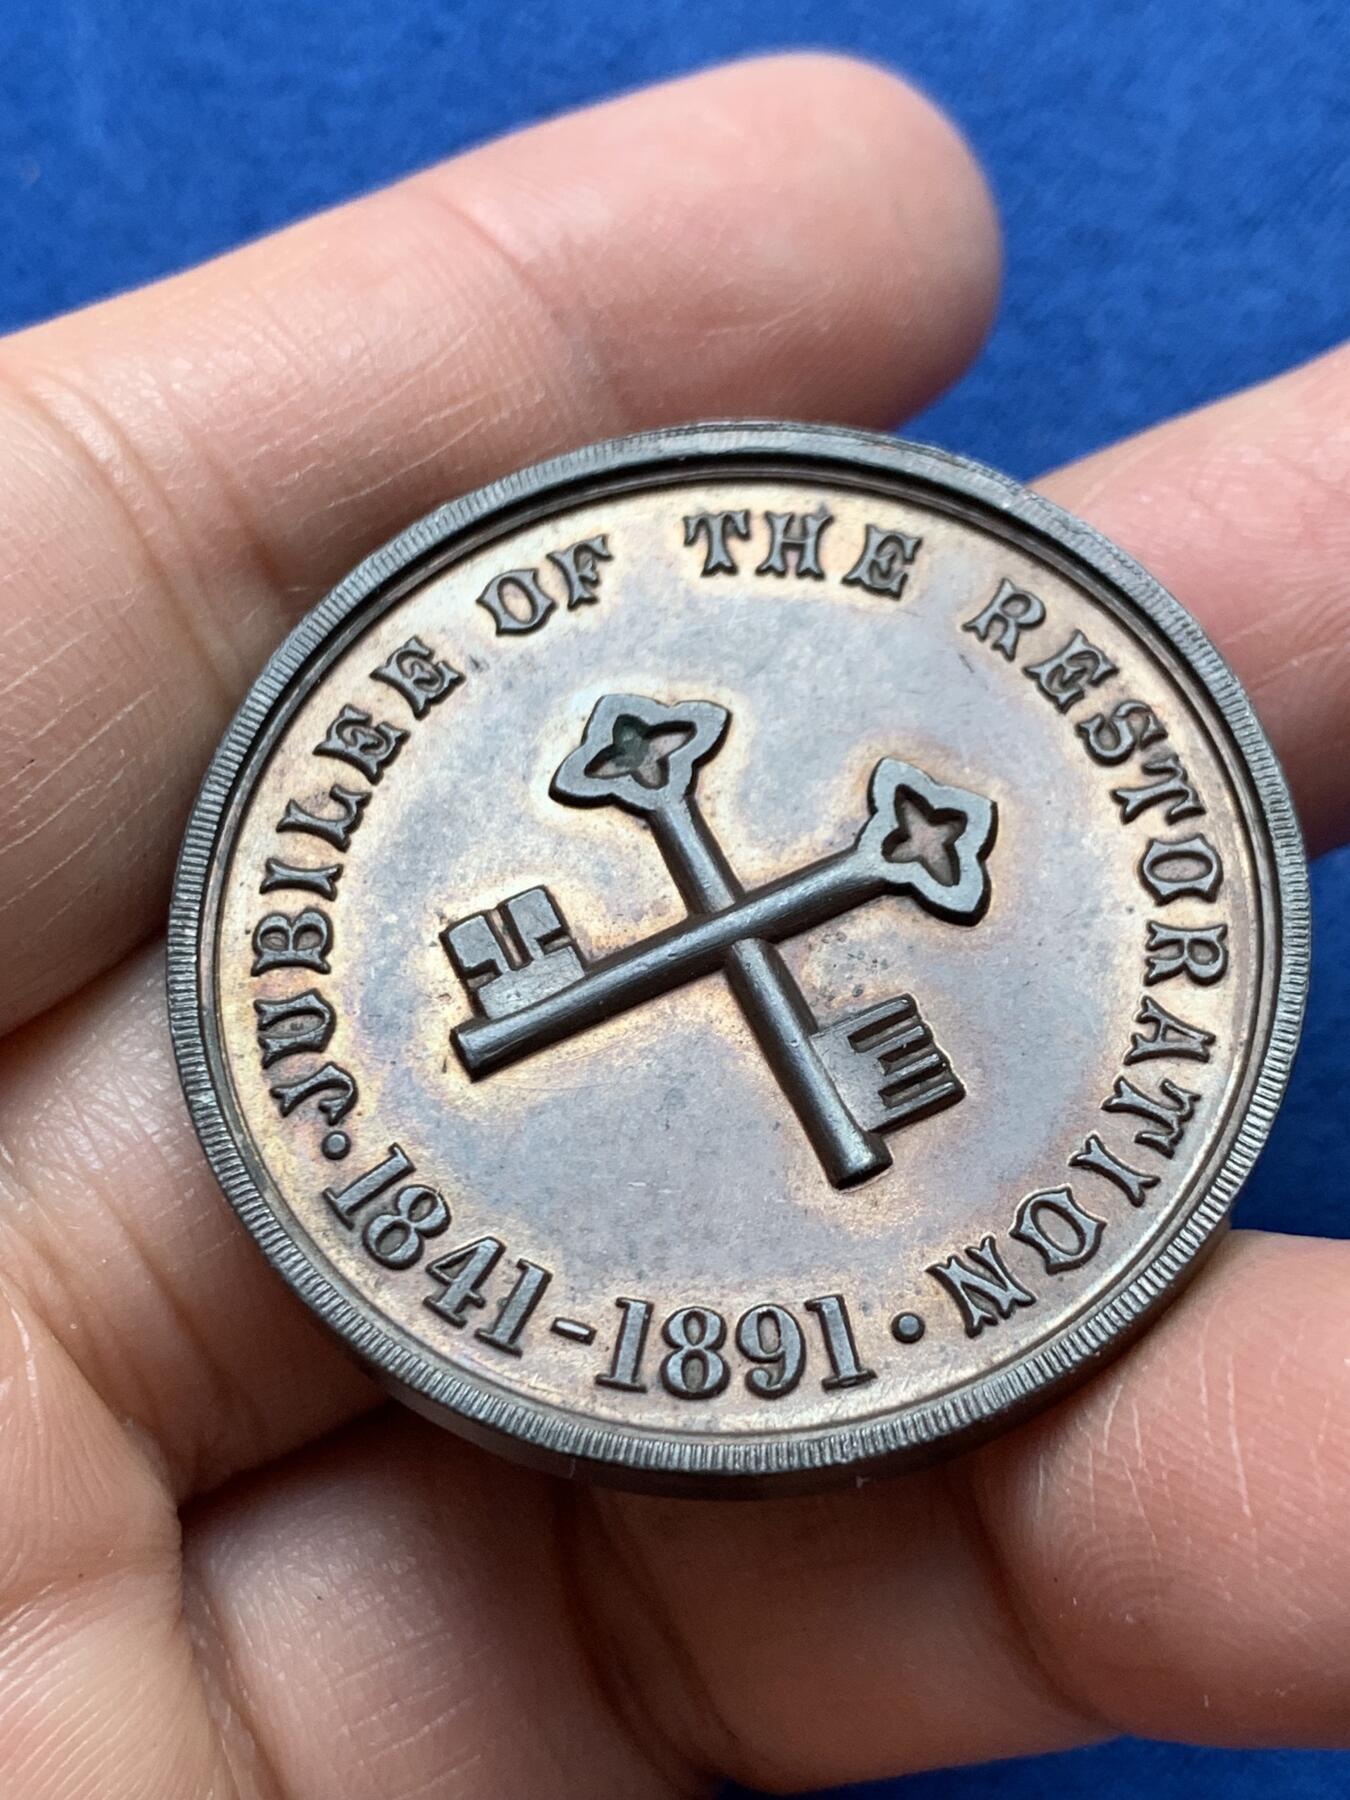 JUBILEE OF THE RESTORATION
· 1841-1891 ·